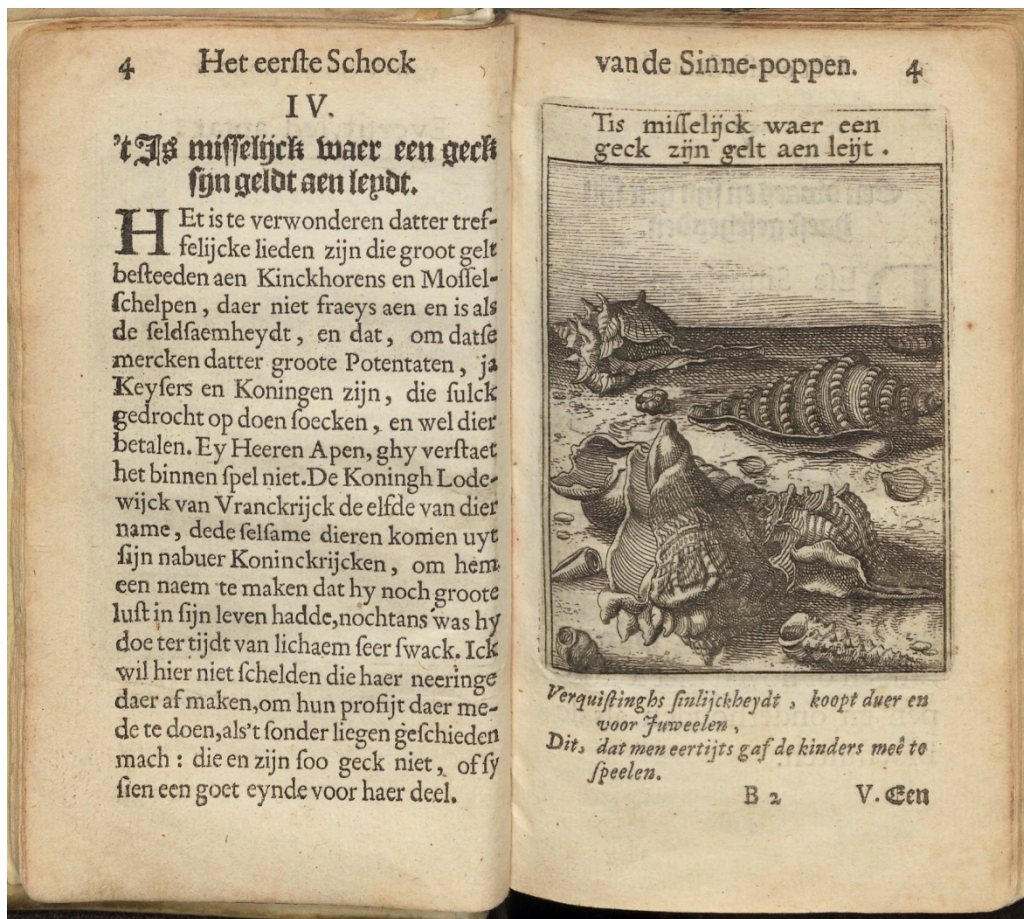 4 Het eerſte Schock
IV.
't Is miſſelijck waer een geck
ſyn geldt aen leydt.
HEt is te verwonderen datter tref-
felijcke lieden zijn die groot gelt
beſteeden aen Kinckhorens en Moſſel-
ſchelpen, daer niet fraeys aen en is als
de ſeldſaemheydt, en dat, om datſe
mercken datter groote Potentaten, ja
Keyſers en Koningen zijn, die ſulck
gedrocht op doen ſoecken, en wel dier
betalen. Ey Heeren Apen, ghy verſtaet
het binnen ſpel niet. De Koningh Lode-
wijck van Vranckrijck de elfde van dier
name, dede ſelſame dieren komen uyt
ſijn nabuer Koninckrijcken, om hem
een naem te maken dat hy noch groote
luſt in ſijn leven hadde, nochtans was hy
doe ter tijdt van lichaem ſeer ſwack. Ick
wil hier niet ſchelden die haer neeringe
daer af maken, om hun profijt daer me-
de te doen, als't ſonder liegen geſchieden
mach : die en zijn ſoo geck niet, of ſy
ſien een goet eynde voor haer deel.
van de Sinne-poppen. 4
Tis miſſelijck waer een
geck zijn gelt aen leijt.
Verquiſtinghs ſinlijckheydt, koopt duer en
voor Juweelen,
Dit, dat men eertijts gaf de kinders meê te
ſpeelen.
B 2 V. Een